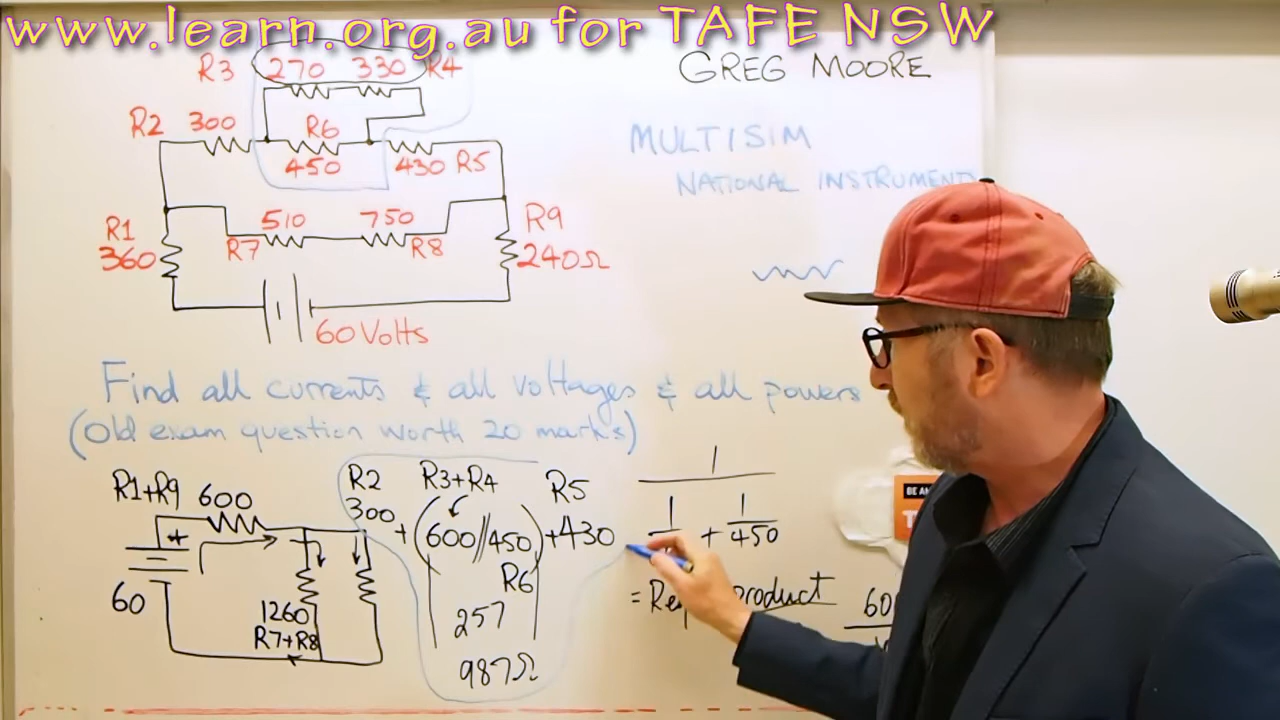 www.learn.org.au for TAFE NSW
GREG MOORE
R3 270 330 R4
R2 300 R6
450 430 R5
MULTISIM
NATIONAL INSTRUMENTS
510 750 R9
R1 R7 R8 240Ω
360
60 Volts
Find all currents & all voltages & all powers
(Old exam question worth 20 marks)
R1+R9 600
R2 R3+R4 R5
300 + (600//450) +430
R6
257
987Ω
60
1260
R7+R8
1
1 + 1
450
= product
60